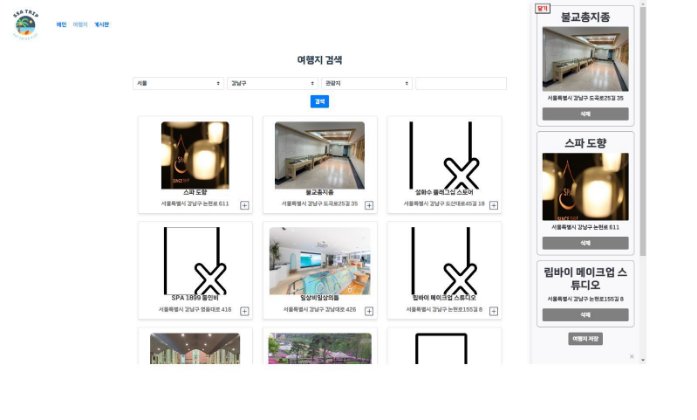 SSA TRIP
메인 여행지 게시판
여행지 검색
서울
강남구
관광지
검색
스파 도향
서울특별시 강남구 논현로 611
불교총지종
서울특별시 강남구 도곡로25길 35
설화수 플래그십 스토어
서울특별시 강남구 도산대로45길 18
SPA 1899 동인비
서울특별시 강남구 영동대로 416
일상비일상의틈
서울특별시 강남구 강남대로 426
립바이 메이크업 스튜디오
서울특별시 강남구 논현로155길 8
닫기
불교총지종
서울특별시 강남구 도곡로25길 35
삭제
스파 도향
서울특별시 강남구 논현로 611
삭제
립바이 메이크업 스
튜디오
서울특별시 강남구 논현로155길 8
삭제
여행지 저장